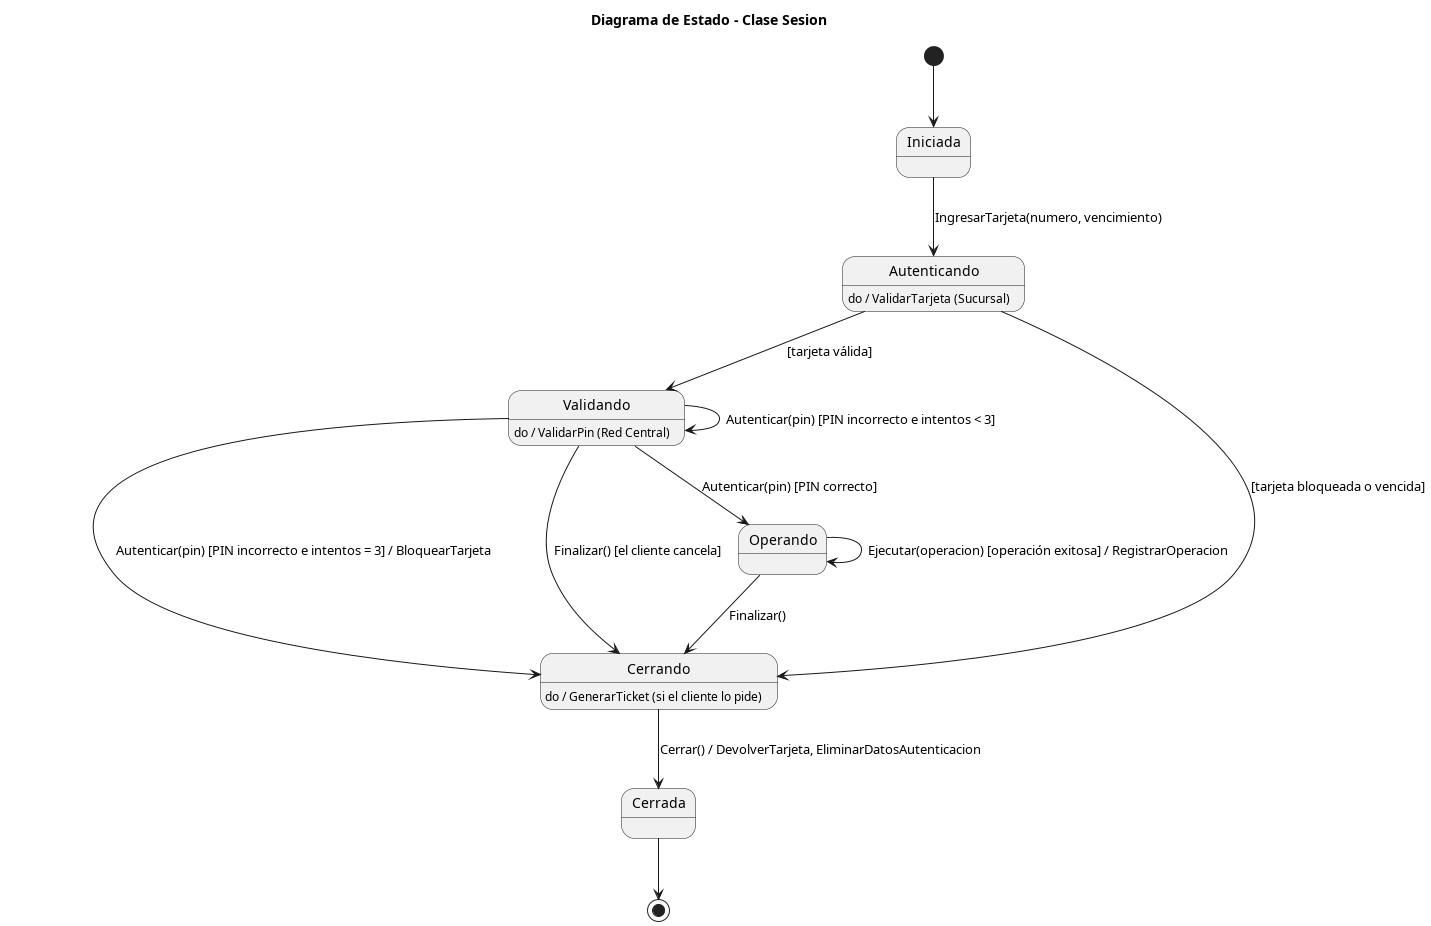 Diagrama de Estado - Clase Sesion
Iniciada
IngresarTarjeta(numero, vencimiento)
Autenticando
do / ValidarTarjeta (Sucursal)
[tarjeta válida]
Validando
do / ValidarPin (Red Central)
Autenticar(pin) [PIN incorrecto e intentos < 3]
Autenticar(pin) [PIN correcto]
[tarjeta bloqueada o vencida]
Operando
Autenticar(pin) [PIN incorrecto e intentos = 3] / BloquearTarjeta
Finalizar() [el cliente cancela]
Ejecutar(operacion) [operación exitosa] / RegistrarOperacion
Finalizar()
Cerrando
do / GenerarTicket (si el cliente lo pide)
Cerrar() / DevolverTarjeta, EliminarDatosAutenticacion
Cerrada